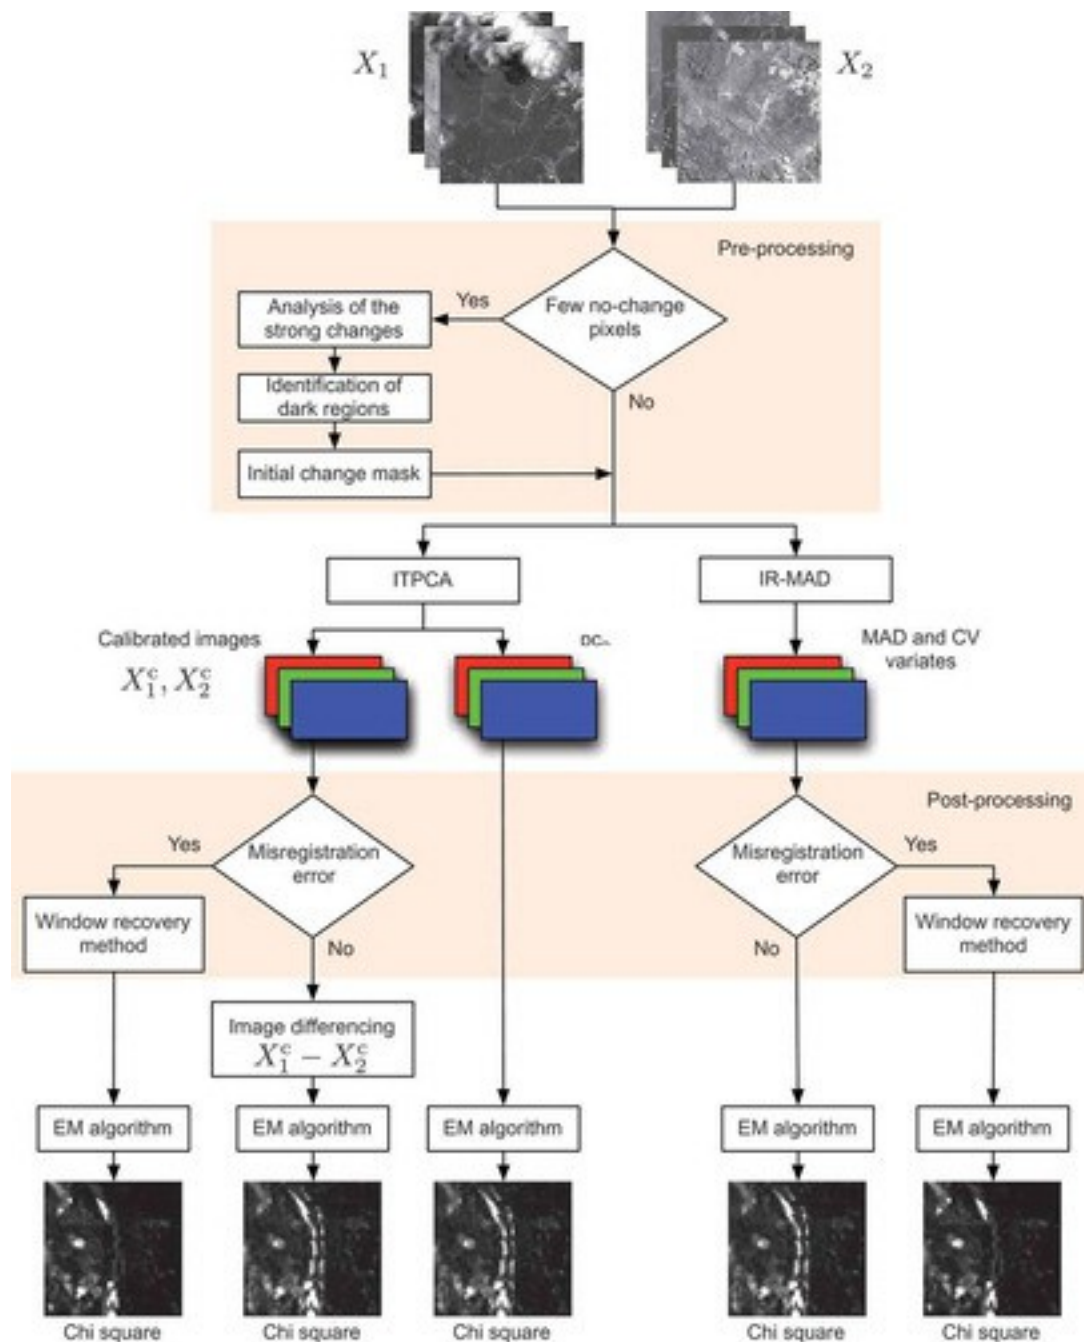 X₁
X₂
Pre-processing
Few no-change
pixels
Yes
No
Analysis of the
strong changes
Identification of
dark regions
Initial change mask
ITPCA
IR-MAD
Calibrated images
X₁ᶜ, X₂ᶜ
MAD and CV
variates
Post-processing
Misregistration
error
Yes
No
Window recovery
method
Misregistration
error
Yes
No
Window recovery
method
Image differencing
X₁ᶜ − X₂ᶜ
EM algorithm
EM algorithm
EM algorithm
EM algorithm
EM algorithm
Chi square
Chi square
Chi square
Chi square
Chi square